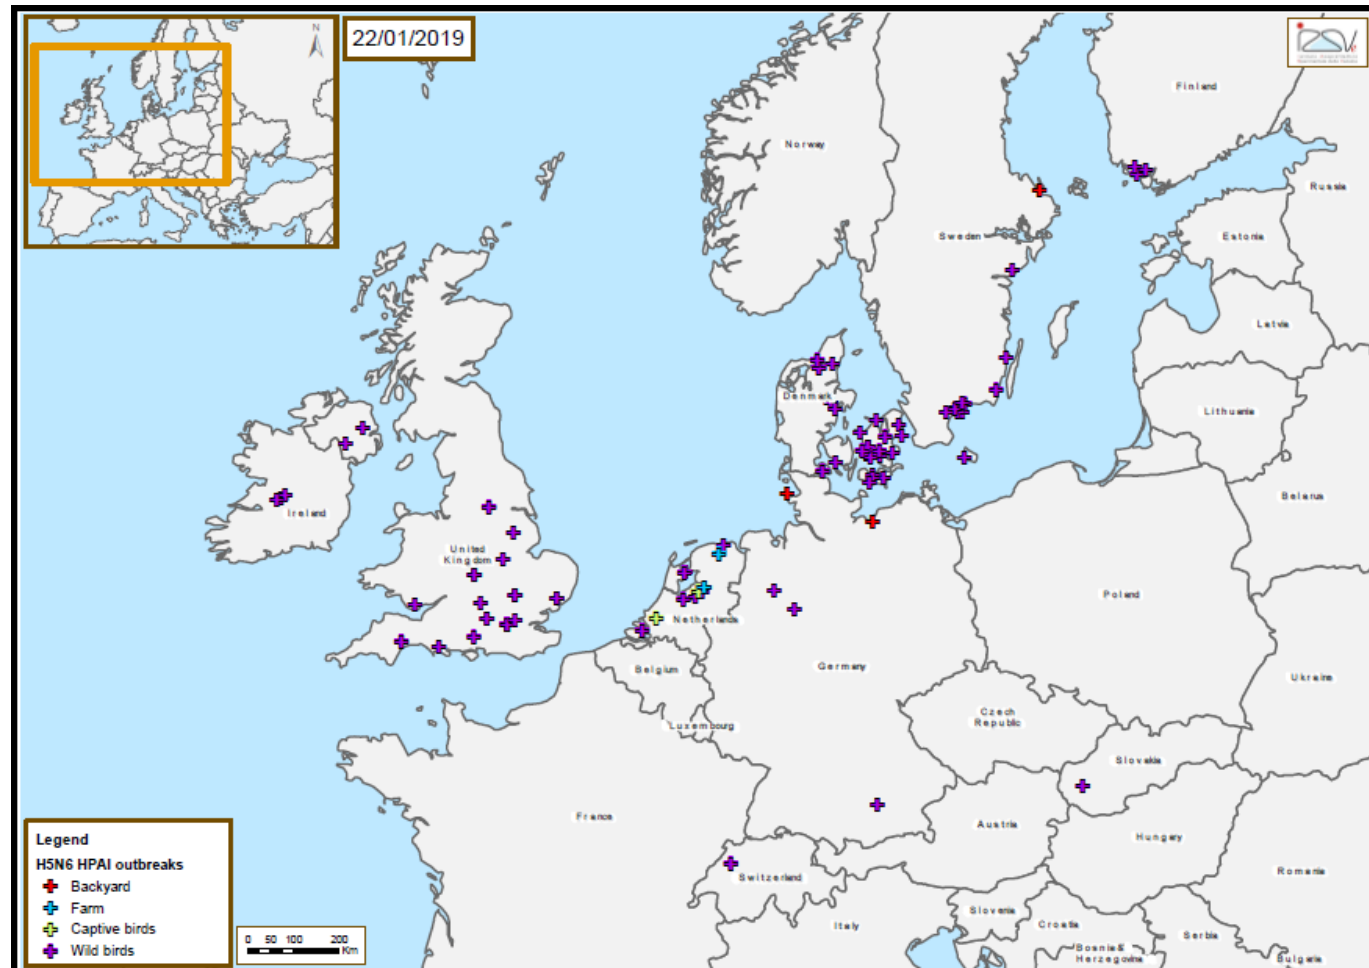 N
22/01/2019
Finland
Norway
Russia
Sweden
Estonia
Latvia
Denmark
Lithuania
Belarus
Ireland
United
Kingdom
Poland
Netherlands
Belgium
Germany
Ukraine
Czech
Republic
Luxembourg
Slovakia
France
Austria
Hungary
Romania
Switzerland
Slovenia
Croatia
Italy
Serbia
Bosnia &
Herzegovina
Bulgaria
Legend
H5N6 HPAI outbreaks
Backyard
Farm
Captive birds
Wild birds
0 50 100 200
Km